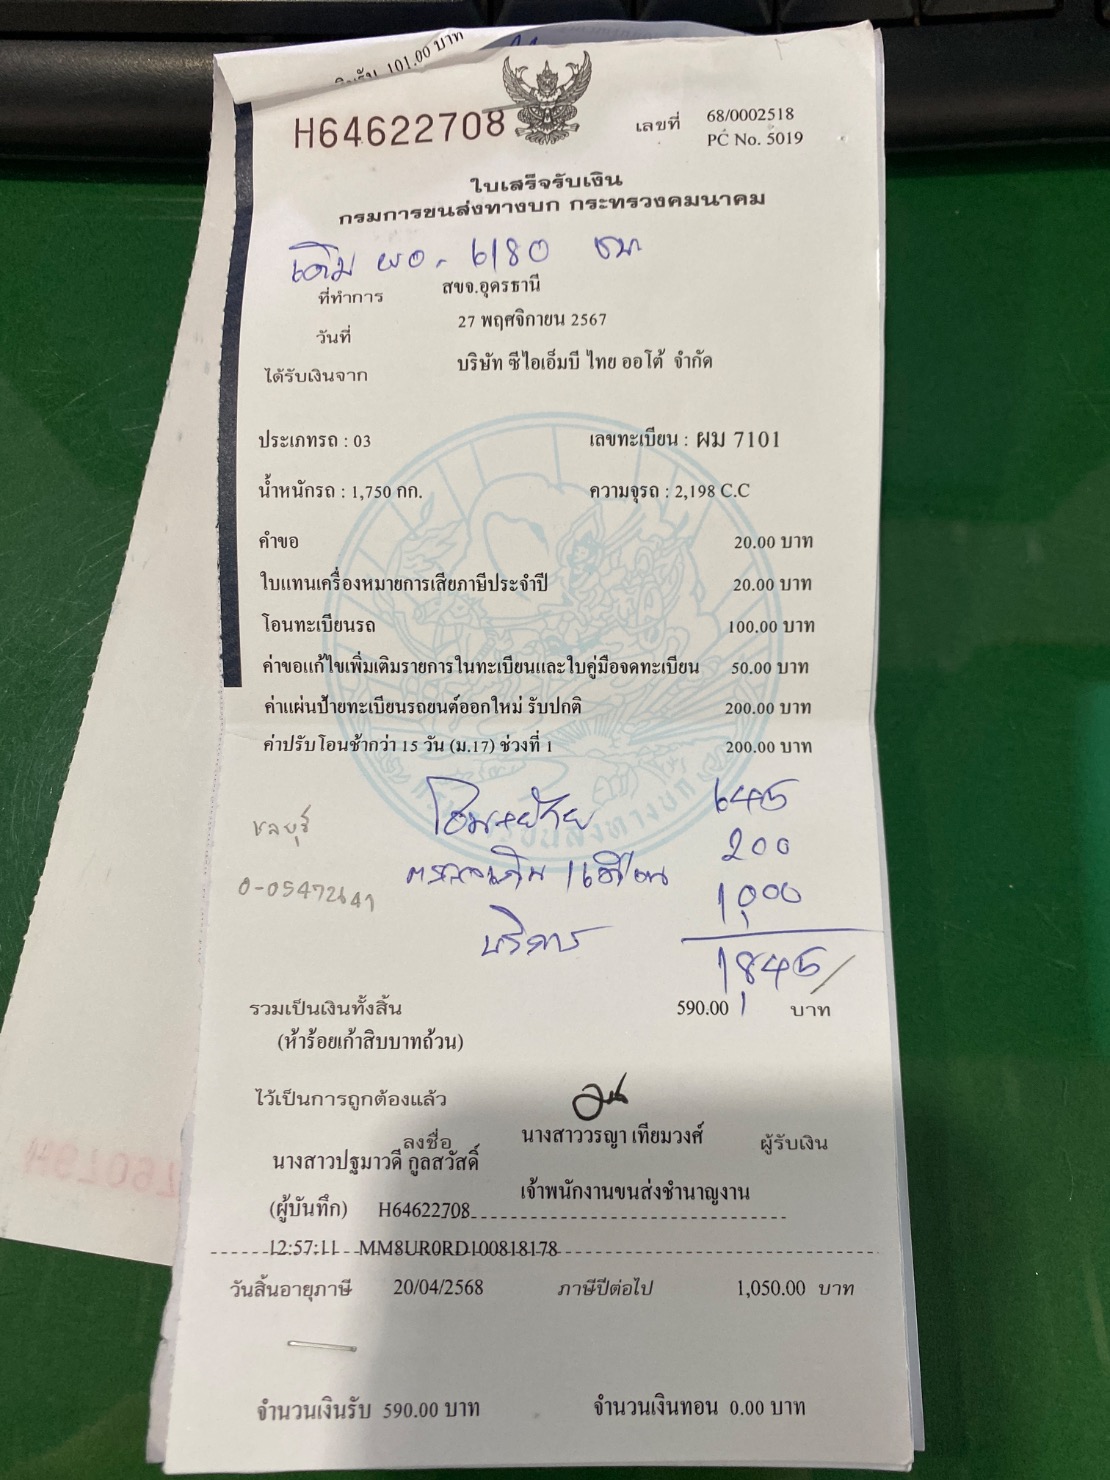 101.00 บาท
H64622708
เลขที่ 68/0002518
PC No. 5019
ใบเสร็จรับเงิน
กรมการขนส่งทางบก กระทรวงคมนาคม
เดิม ผอ. 6180 ชบ
ที่ทำการ สขจ.อุดรธานี
วันที่ 27 พฤศจิกายน 2567
ได้รับเงินจาก บริษัท ซีไอเอ็มบี ไทย ออโต้ จำกัด
ประเภทรถ : 03 เลขทะเบียน : ผม 7101
น้ำหนักรถ : 1,750 กก. ความจุรถ : 2,198 C.C
คำขอ 20.00 บาท
ใบแทนเครื่องหมายการเสียภาษีประจำปี 20.00 บาท
โอนทะเบียนรถ 100.00 บาท
ค่าขอแก้ไขเพิ่มเติมรายการในทะเบียนและใบคู่มือจดทะเบียน 50.00 บาท
ค่าแผ่นป้ายทะเบียนรถยนต์ออกใหม่ รับปกติ 200.00 บาท
ค่าปรับโอนช้ากว่า 15 วัน (ม.17) ช่วงที่ 1 200.00 บาท
โอน+ย้าย 645
ชลบุรี
200
0-05472641
1,000
บริการ
1,845/
รวมเป็นเงินทั้งสิ้น 590.00 บาท
(ห้าร้อยเก้าสิบบาทถ้วน)
ไว้เป็นการถูกต้องแล้ว
ลงชื่อ นางสาววรญา เทียมวงศ์ ผู้รับเงิน
นางสาวปฐมาวดี กูลสวัสดิ์
เจ้าพนักงานขนส่งชำนาญงาน
(ผู้บันทึก) H64622708
12:57:11 MM8UR0RD100818178
วันสิ้นอายุภาษี 20/04/2568 ภาษีปีต่อไป 1,050.00 บาท
จำนวนเงินรับ 590.00 บาท จำนวนเงินทอน 0.00 บาท